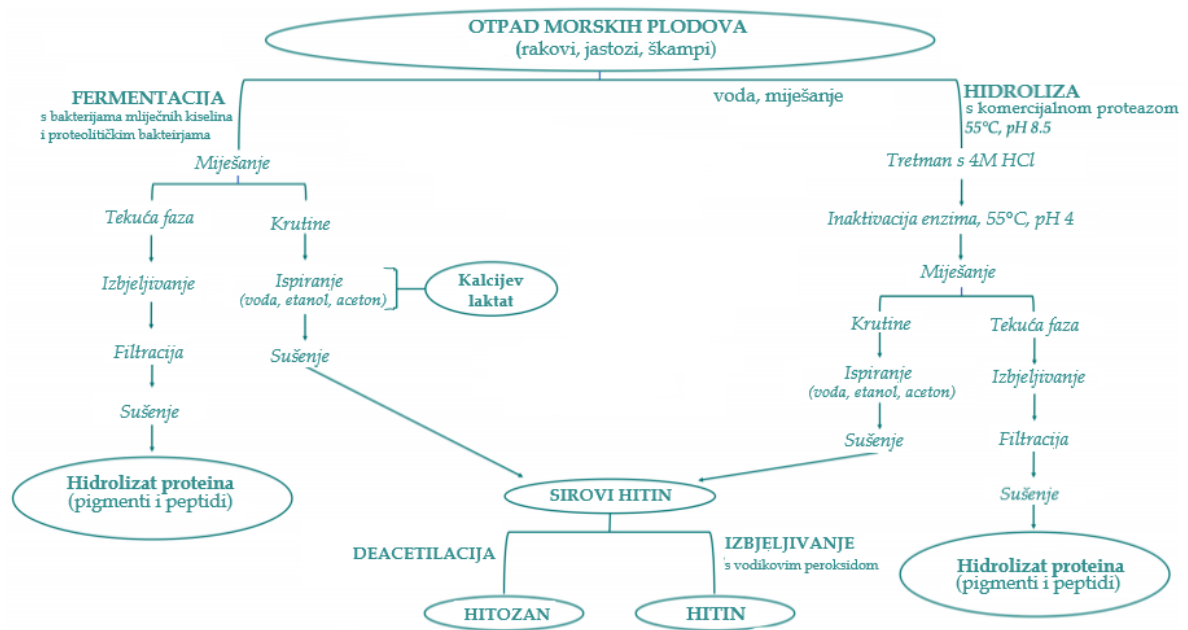 OTPAD MORSKIH PLODOVA
(rakovi, jastozi, škampi)
FERMENTACIJA
s bakterijama mliječnih kiselina
i proteolitičkim bakteirjama
voda, miješanje
HIDROLIZA
s komercijalnom proteazom
55°C, pH 8.5
Miješanje
Tekuća faza
Krutine
Izbjeljivanje
Ispiranje
(voda, etanol, aceton)
Kalcijev
laktat
Filtracija
Sušenje
Sušenje
Hidrolizat proteina
(pigmenti i peptidi)
Tretman s 4M HCl
Inaktivacija enzima, 55°C, pH 4
Miješanje
Krutine
Tekuća faza
Ispiranje
(voda, etanol, aceton)
Izbjeljivanje
Sušenje
Filtracija
Sušenje
Hidrolizat proteina
(pigmenti i peptidi)
SIROVI HITIN
DEACETILACIJA
IZBJELJIVANJE
s vodikovim peroksidom
HITOZAN
HITIN